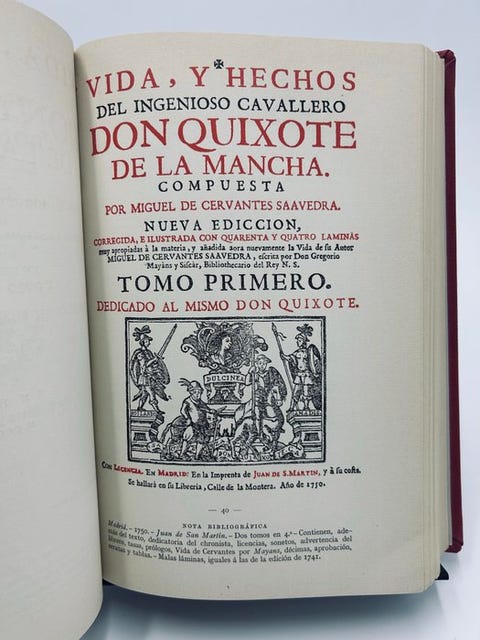 VIDA, Y HECHOS
DEL INGENIOSO CAVALLERO
DON QUIXOTE
DE LA MANCHA.
COMPUESTA
POR MIGUEL DE CERVANTES SAAVEDRA.
NUEVA EDICCION,
CORREGIDA, E ILUSTRADA CON QUARENTA Y QUATRO LAMINAS
muy apropiadas à la materia, y añadida aora nuevamente la Vida de su Autor
MIGUEL DE CERVANTES SAAVEDRA, escrita por Don Gregorio
Mayàns y Siscàr, Bibliothecario del Rey N. S.
TOMO PRIMERO.
DEDICADO AL MISMO DON QUIXOTE.
DULCINEA
CON LICENCIA. EN MADRID: En la Imprenta de JUAN DE S. MARTIN, y à su costa.
Se hallarà en su Libreria, Calle de la Montera. Año de 1750.
— 40 —
NOTA BIBLIOGRÁFICA
Madrid. – 1750. – Juan de San Martín. – Dos tomos en 4.º – Contienen, ade-
más del texto, dedicatoria del chronista, licencias, sonetos, advertencia del
tasas, prólogos, Vida de Cervantes por Mayans, décimas, aprobación,
erratas y tablas. – Malas láminas, iguales á las de la edición de 1741.